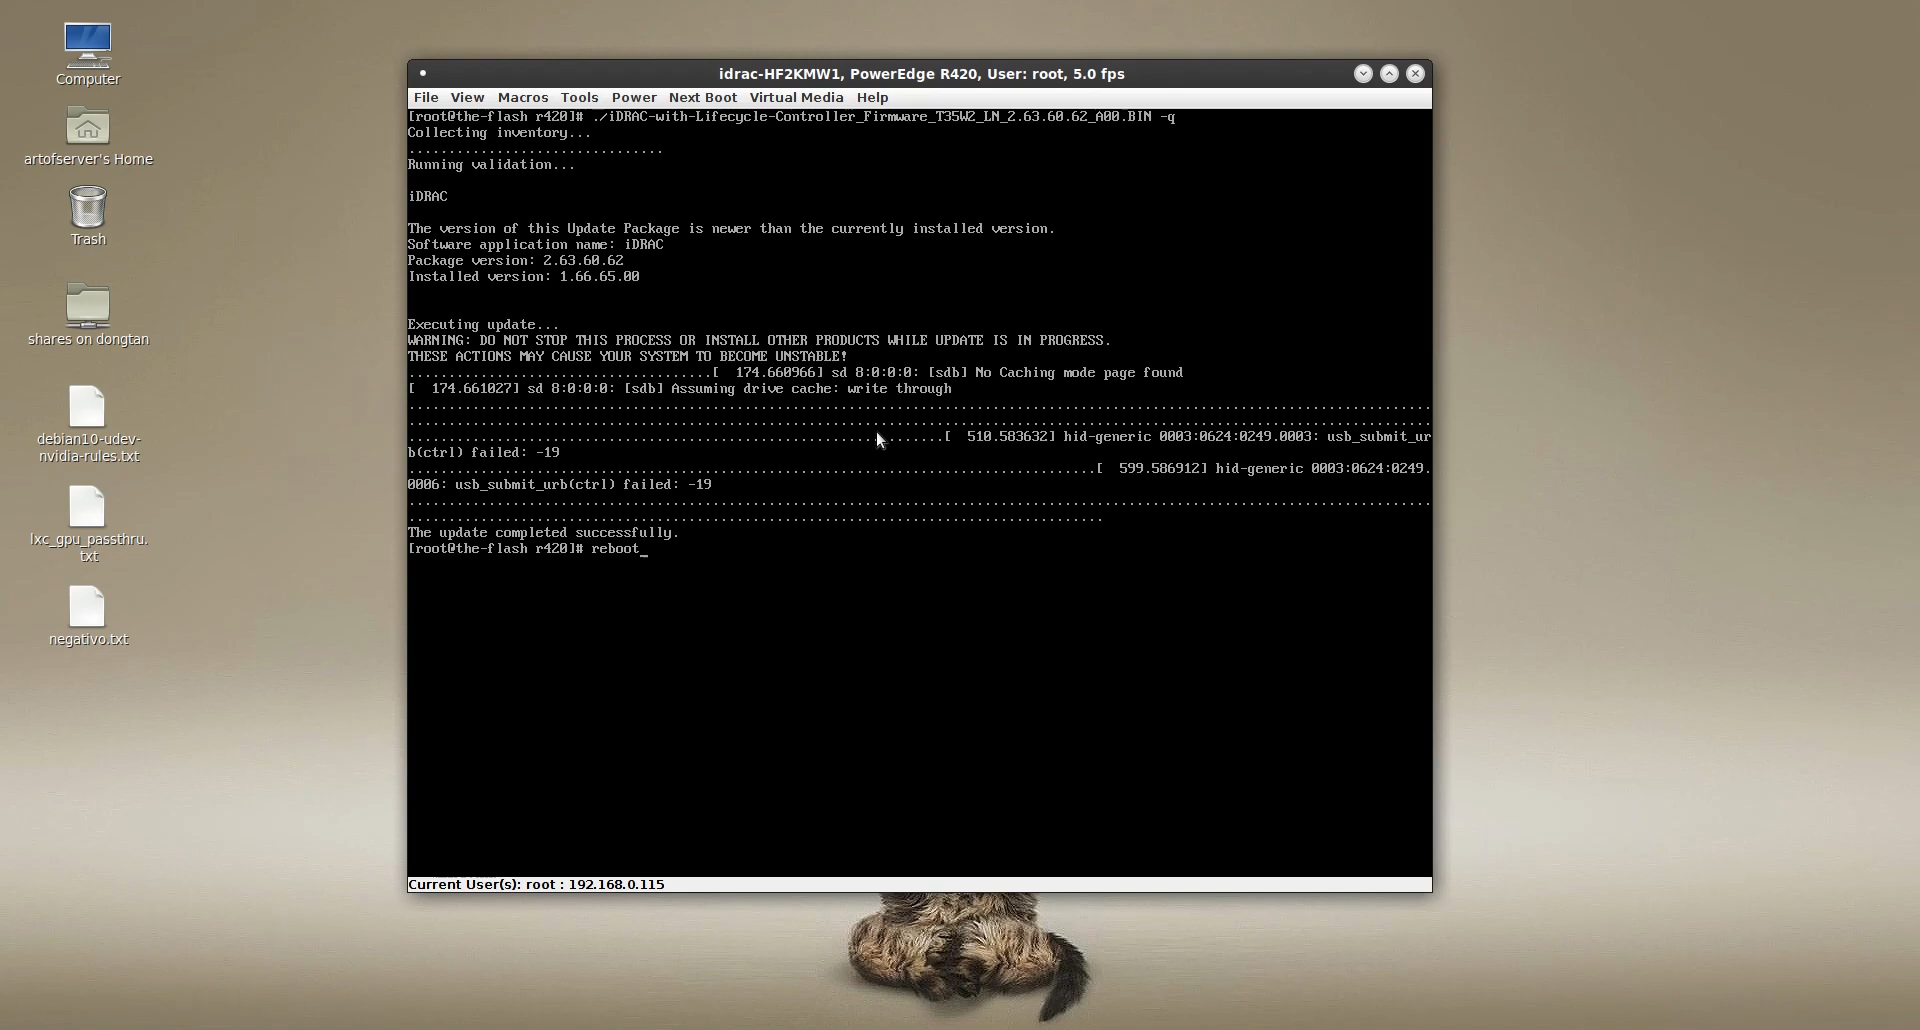 Computer
artofserver's Home
Trash
shares on dongtan
debian10-udev-
nvidia-rules.txt
lxc_gpu_passthru.
txt
negativo.txt
idrac-HF2KMW1, PowerEdge R420, User: root, 5.0 fps
File View Macros Tools Power Next Boot Virtual Media Help
[root@the-flash r420]# ./iDRAC-with-Lifecycle-Controller_Firmware_T35W2_LN_2.63.60.62_A00.BIN -q
Collecting inventory...
................................
Running validation...
iDRAC
The version of this Update Package is newer than the currently installed version.
Software application name: iDRAC
Package version: 2.63.60.62
Installed version: 1.66.65.00
Executing update...
WARNING: DO NOT STOP THIS PROCESS OR INSTALL OTHER PRODUCTS WHILE UPDATE IS IN PROGRESS.
THESE ACTIONS MAY CAUSE YOUR SYSTEM TO BECOME UNSTABLE!
......................................[  174.660966] sd 8:0:0:0: [sdb] No Caching mode page found
[  174.661027] sd 8:0:0:0: [sdb] Assuming drive cache: write through
................................................................................................................................
................................................................................................................................
...................................................................[  510.583632] hid-generic 0003:0624:0249.0003: usb_submit_ur
b(ctrl) failed: -19
......................................................................................[  599.586912] hid-generic 0003:0624:0249.
0006: usb_submit_urb(ctrl) failed: -19
................................................................................................................................
.......................................................................................
The update completed successfully.
[root@the-flash r420]# reboot_
Current User(s): root : 192.168.0.115